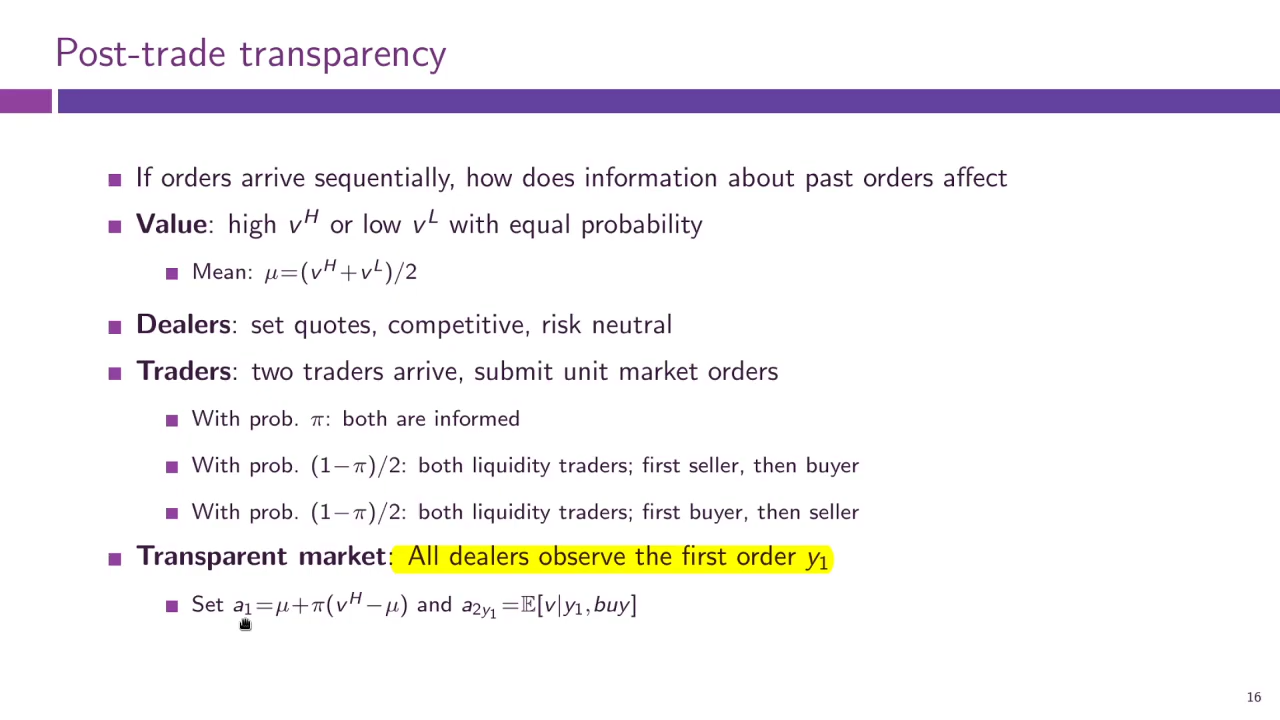 Post-trade transparency
If orders arrive sequentially, how does information about past orders affect
Value: high v^H or low v^L with equal probability
Mean: μ=(v^H+v^L)/2
Dealers: set quotes, competitive, risk neutral
Traders: two traders arrive, submit unit market orders
With prob. π: both are informed
With prob. (1−π)/2: both liquidity traders; first seller, then buyer
With prob. (1−π)/2: both liquidity traders; first buyer, then seller
Transparent market: All dealers observe the first order y₁
Set a₁=μ+π(v^H−μ) and a_{2y₁}=𝔼[v|y₁,buy]
16